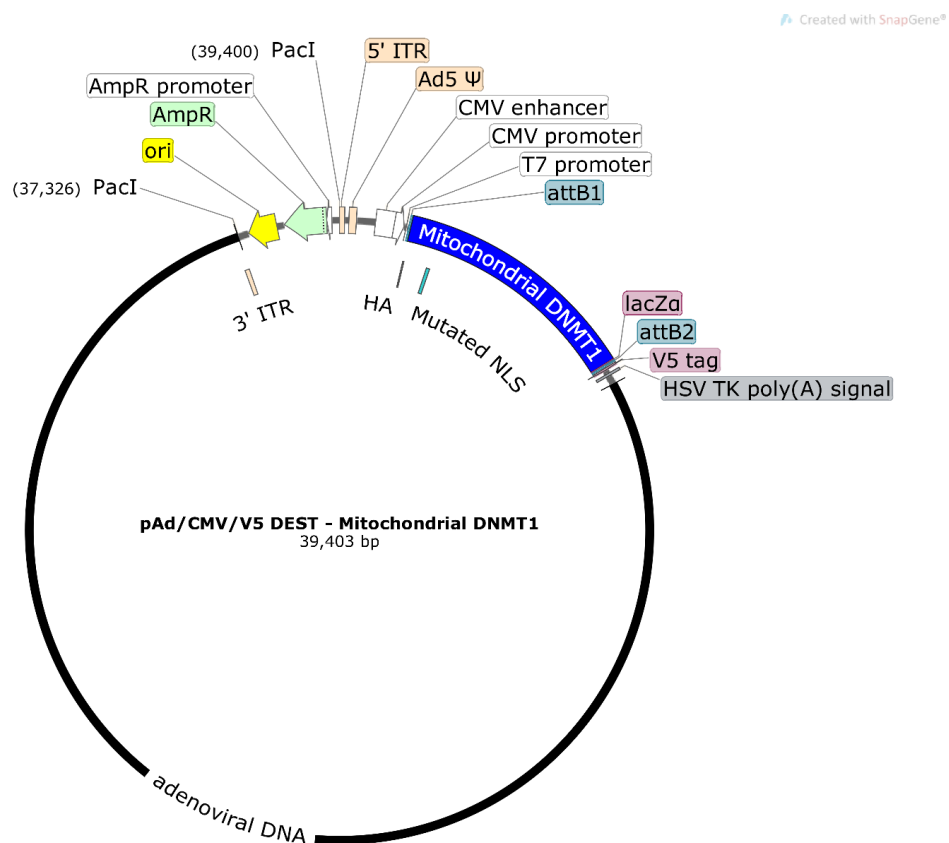 Created with SnapGene®
(39,400) PacI
5' ITR
AmpR promoter
Ad5 Ψ
AmpR
CMV enhancer
CMV promoter
ori
T7 promoter
(37,326) PacI
attB1
Mitochondrial DNMT1
3' ITR
HA
Mutated NLS
lacZα
attB2
V5 tag
HSV TK poly(A) signal
pAd/CMV/V5 DEST - Mitochondrial DNMT1
39,403 bp
adenoviral DNA